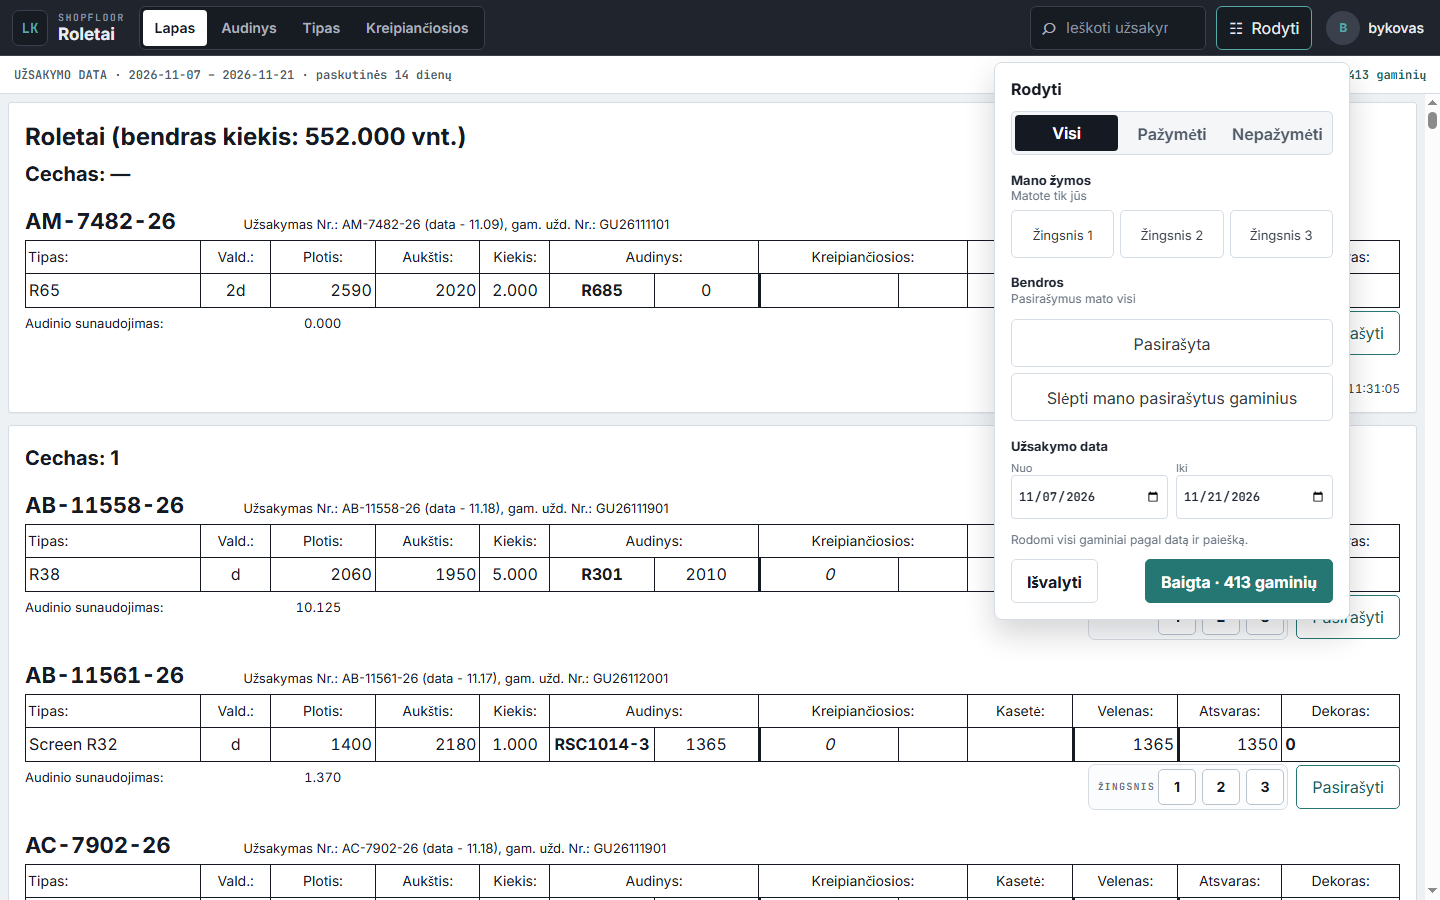 LK SHOPFLOOR Roletai Lapas Audinys Tipas Kreipiančiosios Ieškoti užsakyr Rodyti B bykovas
UŽSAKYMO DATA · 2026-11-07 – 2026-11-21 · paskutinės 14 dienų
413 gaminių
Rodyti
Visi Pažymėti Nepažymėti
Mano žymos
Matote tik jūs
Žingsnis 1 Žingsnis 2 Žingsnis 3
Bendros
Pasirašymus mato visi
Pasirašyta
Slėpti mano pasirašytus gaminius
Užsakymo data
Nuo Iki
11/07/2026 11/21/2026
Rodomi visi gaminiai pagal datą ir paiešką.
Išvalyti Baigta · 413 gaminių
Roletai (bendras kiekis: 552.000 vnt.)
Cechas: —
AM-7482-26 Užsakymas Nr.: AM-7482-26 (data - 11.09), gam. užd. Nr.: GU26111101
Tipas: Vald.: Plotis: Aukštis: Kiekis: Audinys: Kreipiančiosios:
R65 2d 2590 2020 2.000 R685 0
Audinio sunaudojimas: 0.000
11:31:05
Cechas: 1
AB-11558-26 Užsakymas Nr.: AB-11558-26 (data - 11.18), gam. užd. Nr.: GU26111901
Tipas: Vald.: Plotis: Aukštis: Kiekis: Audinys: Kreipiančiosios:
R38 d 2060 1950 5.000 R301 2010 0
Audinio sunaudojimas: 10.125
Pasirašyti
AB-11561-26 Užsakymas Nr.: AB-11561-26 (data - 11.17), gam. užd. Nr.: GU26112001
Tipas: Vald.: Plotis: Aukštis: Kiekis: Audinys: Kreipiančiosios: Kasetė: Velenas: Atsvaras: Dekoras:
Screen R32 d 1400 2180 1.000 RSC1014-3 1365 0 1365 1350 0
Audinio sunaudojimas: 1.370
ŽINGSNIS 1 2 3 Pasirašyti
AC-7902-26 Užsakymas Nr.: AC-7902-26 (data - 11.18), gam. užd. Nr.: GU26111901
Tipas: Vald.: Plotis: Aukštis: Kiekis: Audinys: Kreipiančiosios: Kasetė: Velenas: Atsvaras: Dekoras: